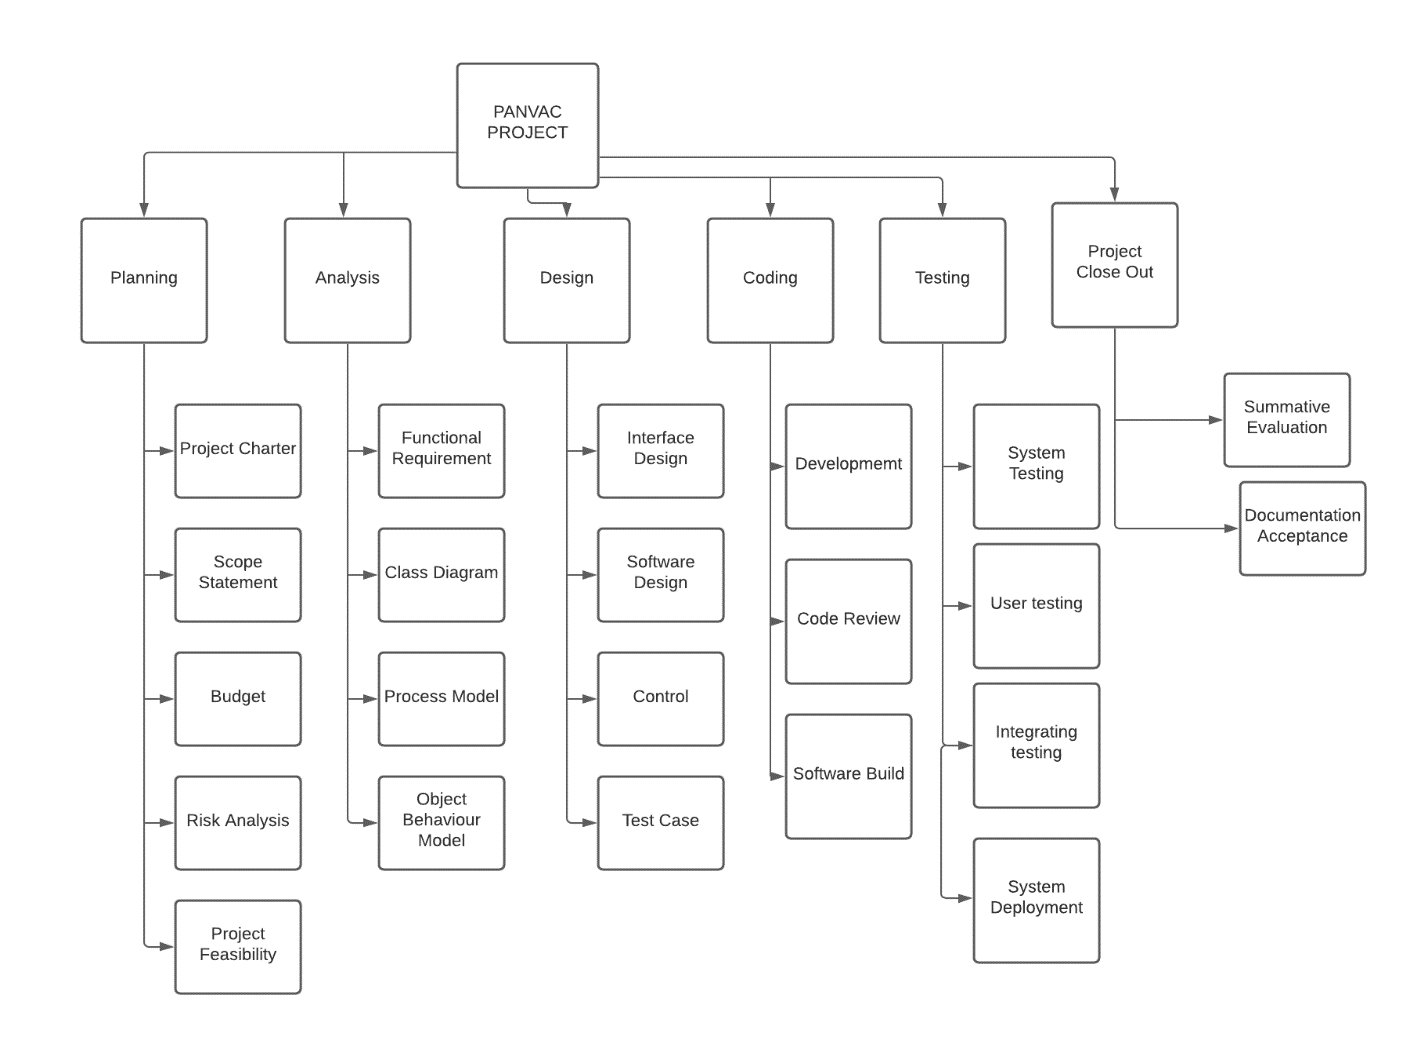 PANVAC
PROJECT
Planning
Analysis
Design
Coding
Testing
Project
Close Out
Project Charter
Scope
Statement
Budget
Risk Analysis
Project
Feasibility
Functional
Requirement
Class Diagram
Process Model
Object
Behaviour
Model
Interface
Design
Software
Design
Control
Test Case
Developmemt
Code Review
Software Build
System
Testing
User testing
Integrating
testing
System
Deployment
Summative
Evaluation
Documentation
Acceptance